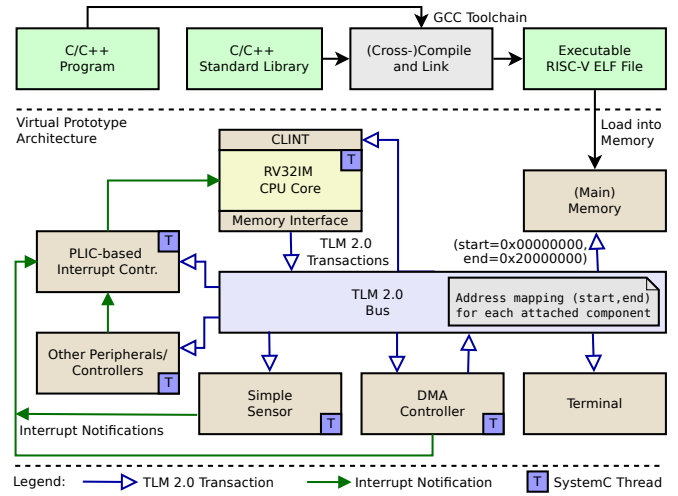 GCC Toolchain
C/C++
Program
C/C++
Standard Library
(Cross-)Compile
and Link
Executable
RISC-V ELF File
Virtual Prototype
Architecture
Load into
Memory
CLINT
T
RV32IM
CPU Core
Memory Interface
(Main)
Memory
TLM 2.0
Transactions
(start=0x00000000,
end=0x20000000)
T
PLIC-based
Interrupt Contr.
TLM 2.0
Bus
Address mapping (start,end)
for each attached component
Other Peripherals/
Controllers
T
Simple
Sensor
T
DMA
Controller
T
Terminal
Interrupt Notifications
Legend:
TLM 2.0 Transaction
Interrupt Notification
T
SystemC Thread